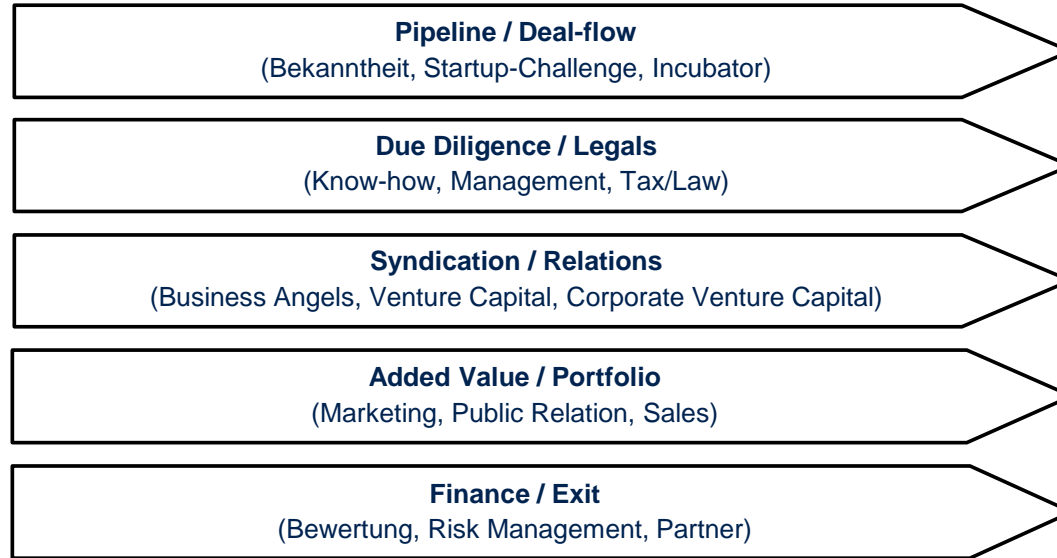 Pipeline / Deal-flow
(Bekanntheit, Startup-Challenge, Incubator)
Due Diligence / Legals
(Know-how, Management, Tax/Law)
Syndication / Relations
(Business Angels, Venture Capital, Corporate Venture Capital)
Added Value / Portfolio
(Marketing, Public Relation, Sales)
Finance / Exit
(Bewertung, Risk Management, Partner)